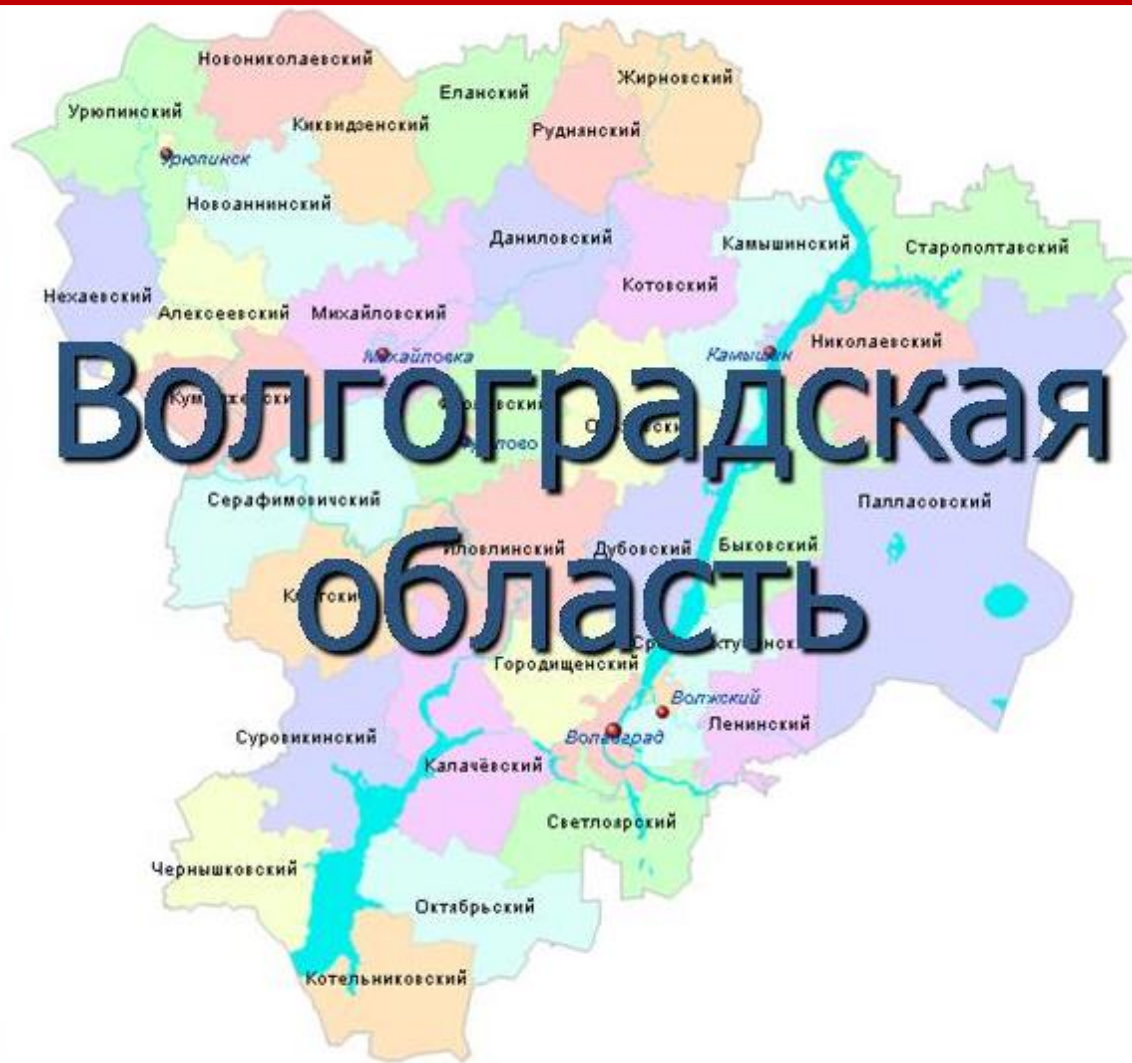 Новониколаевский
Жирновский
Еланский
Урюпинский
Киквидзенский
Руднянский
Урюпинск
Новоаннинский
Даниловский
Камышинский
Старополтавский
Котовский
Нехаевский
Алексеевский
Михайловский
Николаевский
Михайловка
Камышин
Волгоградская
Серафимовичский
Палласовский
Иловлинский
Дубовский
Быковский
область
Городищенский
Волжский
Ленинский
Волгоград
Суровикинский
Калачёвский
Светлоярский
Чернышковский
Октябрьский
Котельниковский